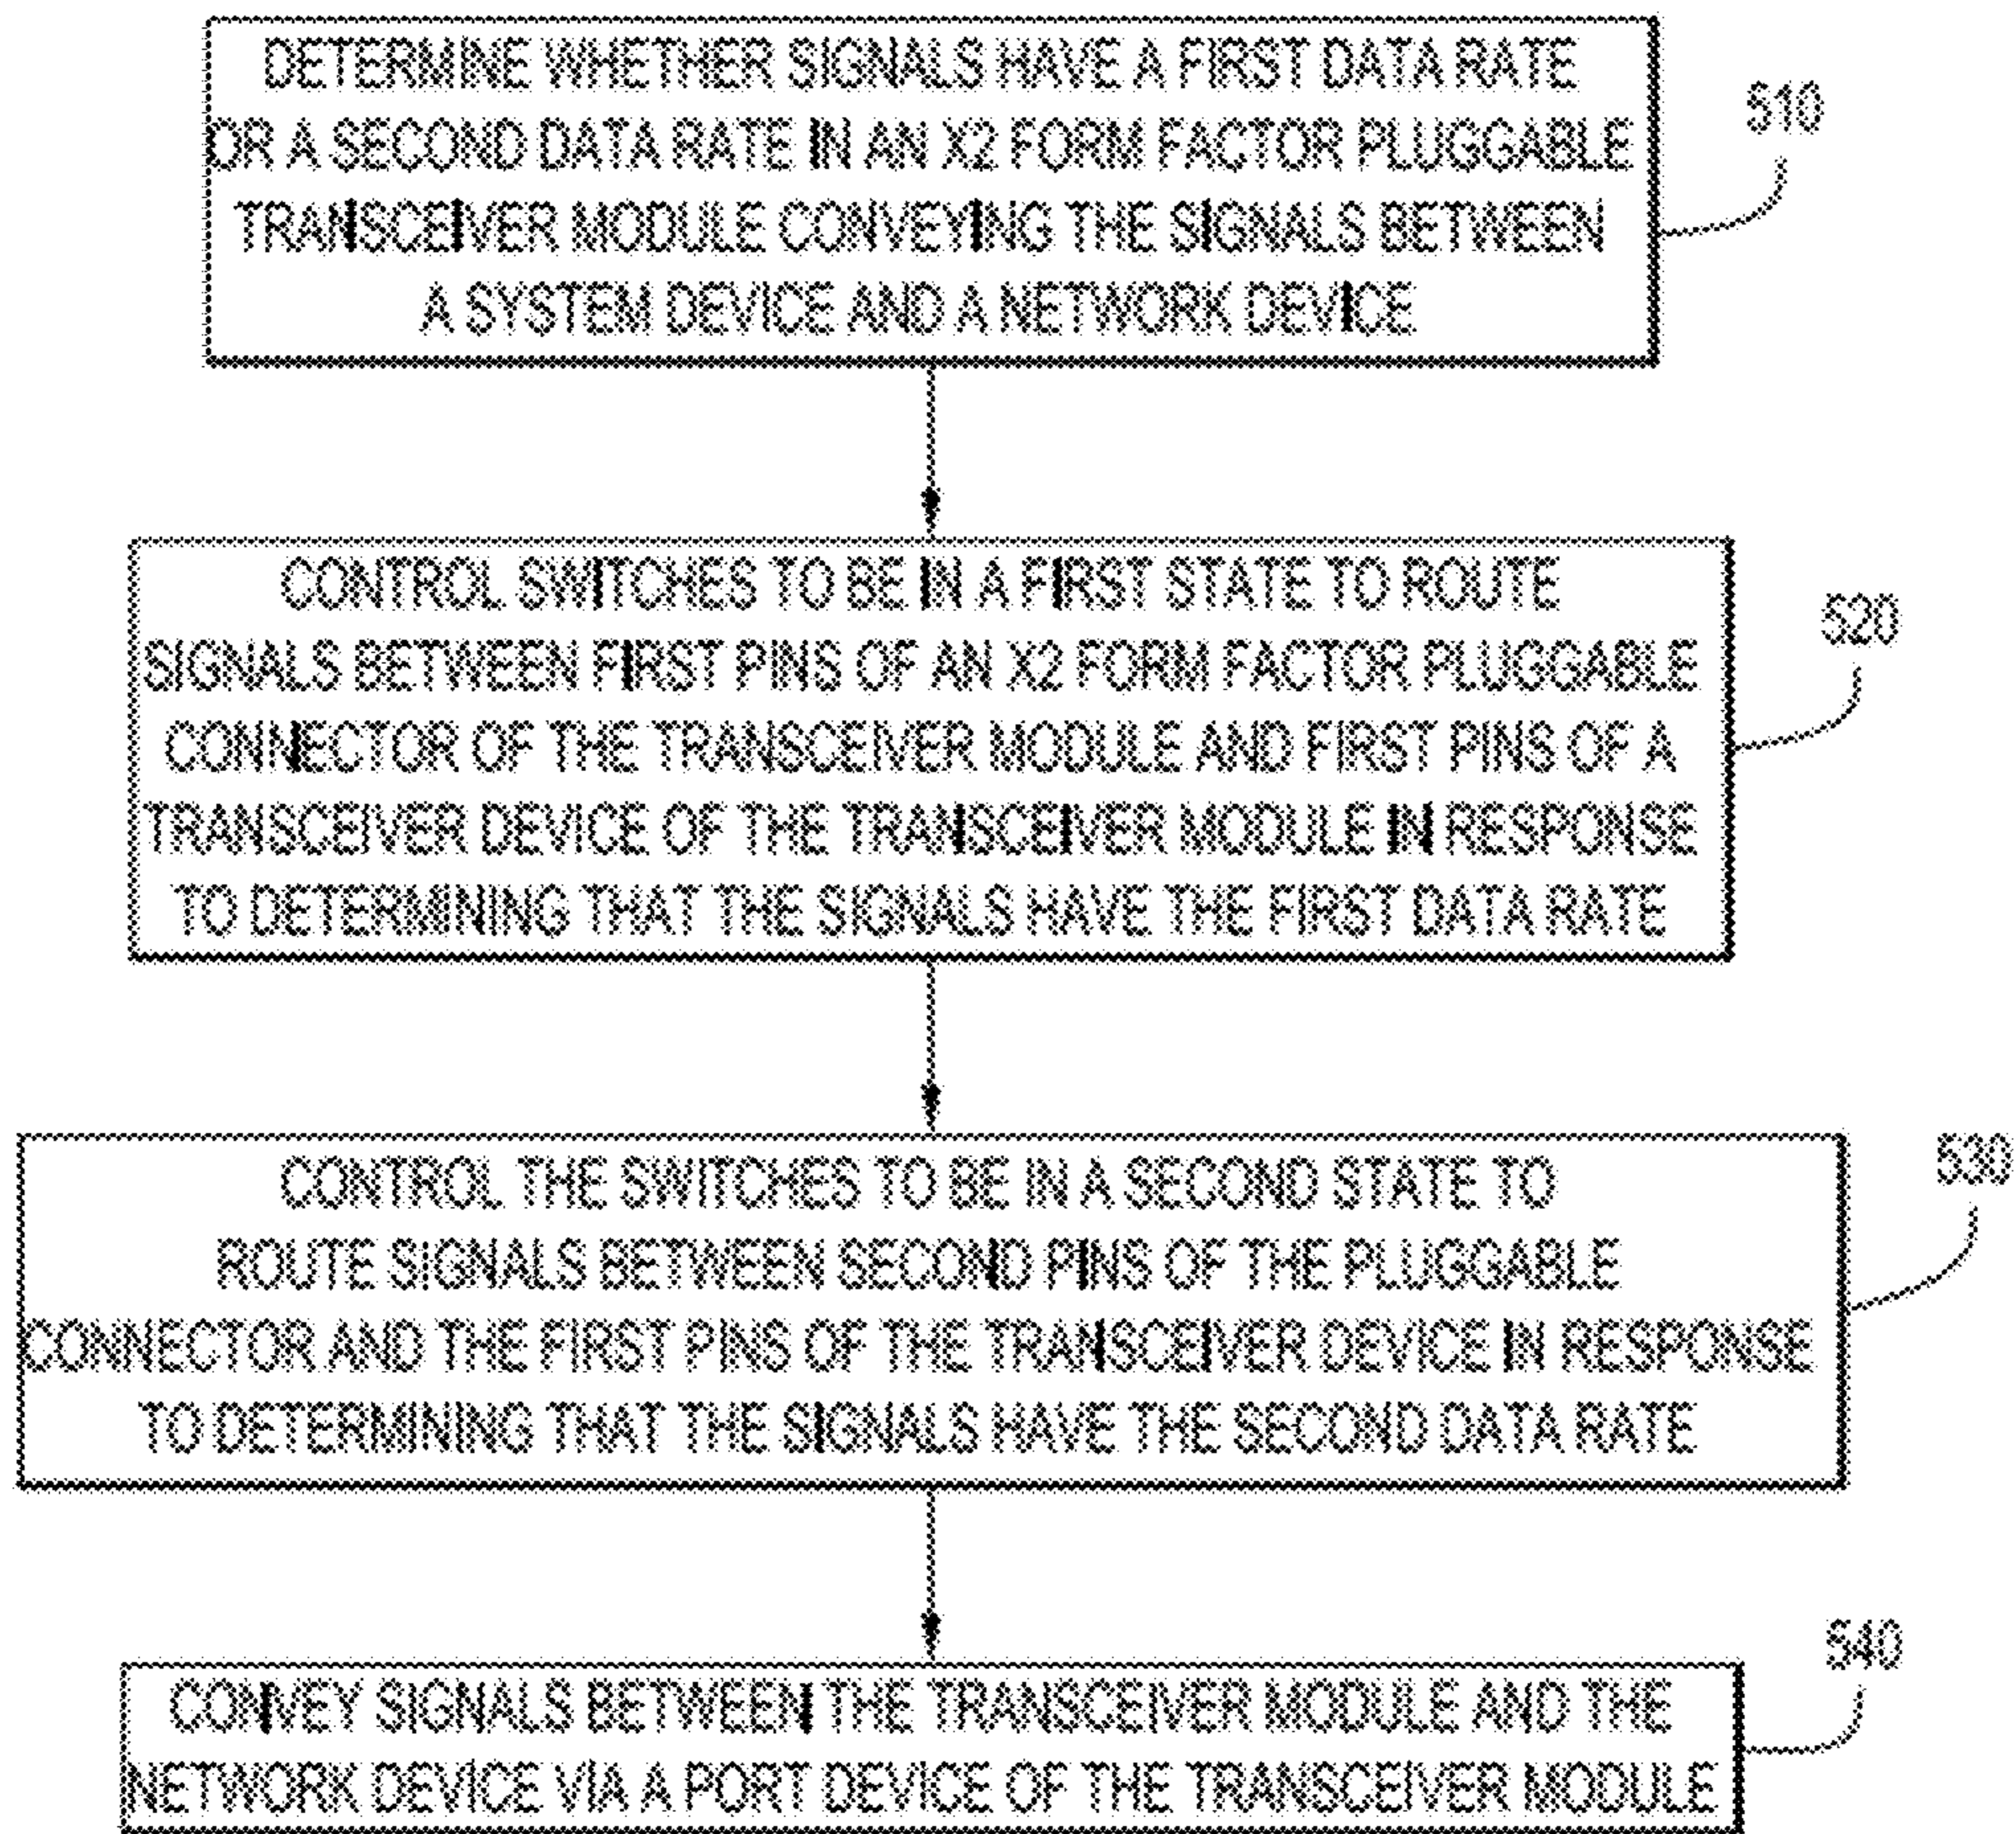 DETERMINE WHETHER SIGNALS HAVE A FIRST DATA RATE
OR A SECOND DATA RATE IN AN X2 FORM FACTOR PLUGGABLE
TRANSCEIVER MODULE CONVEYING THE SIGNALS BETWEEN
A SYSTEM DEVICE AND A NETWORK DEVICE
510
CONTROL SWITCHES TO BE IN A FIRST STATE TO ROUTE
SIGNALS BETWEEN FIRST PINS OF AN X2 FORM FACTOR PLUGGABLE
CONNECTOR OF THE TRANSCEIVER MODULE AND FIRST PINS OF A
TRANSCEIVER DEVICE OF THE TRANSCEIVER MODULE IN RESPONSE
TO DETERMINING THAT THE SIGNALS HAVE THE FIRST DATA RATE
520
CONTROL THE SWITCHES TO BE IN A SECOND STATE TO
ROUTE SIGNALS BETWEEN SECOND PINS OF THE PLUGGABLE
CONNECTOR AND THE FIRST PINS OF THE TRANSCEIVER DEVICE IN RESPONSE
TO DETERMINING THAT THE SIGNALS HAVE THE SECOND DATA RATE
530
CONVEY SIGNALS BETWEEN THE TRANSCEIVER MODULE AND THE
NETWORK DEVICE VIA A PORT DEVICE OF THE TRANSCEIVER MODULE
540